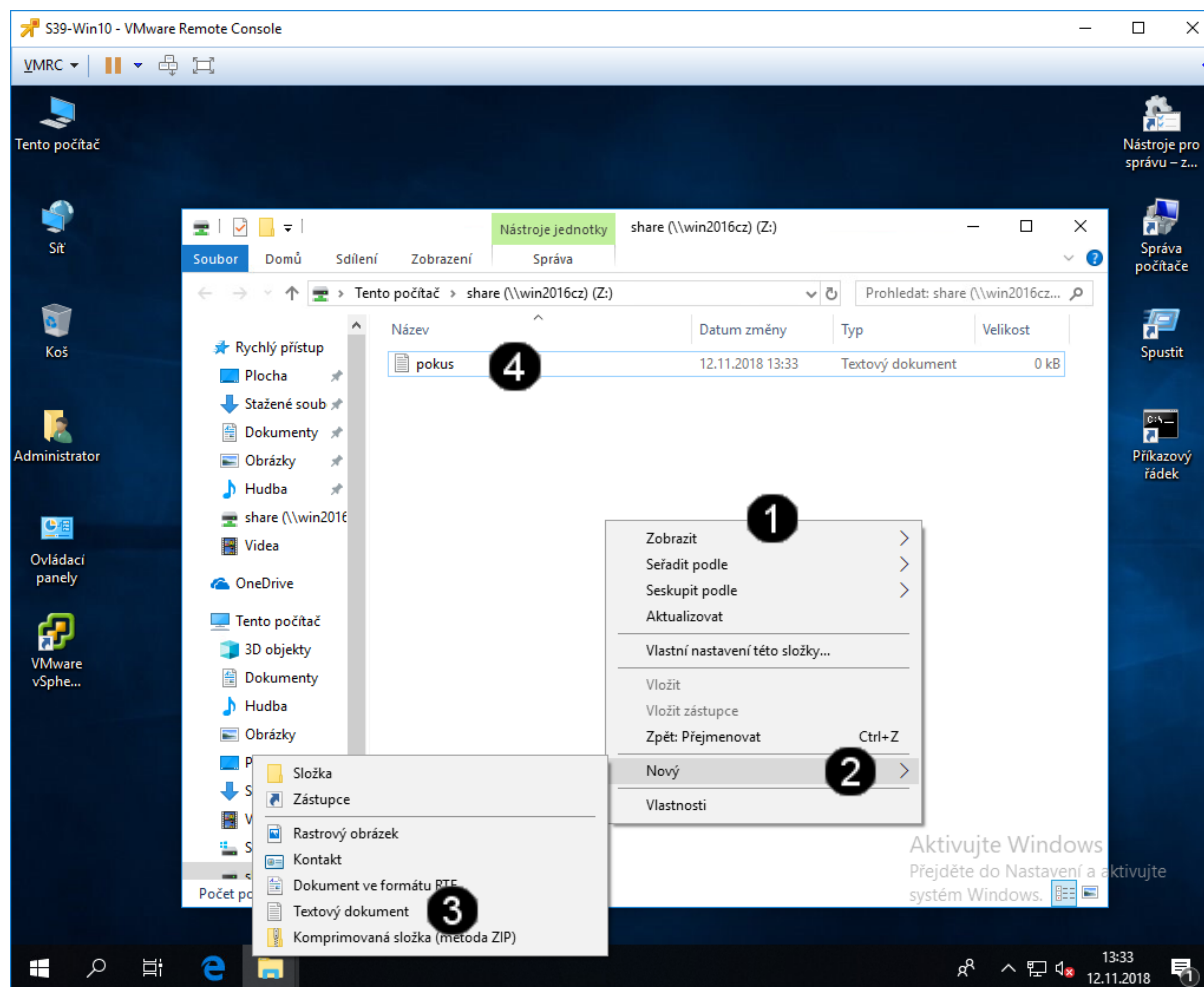 S39-Win10 - VMware Remote Console
VMRC
Tento počítač
Síť
Koš
Administrator
Ovládací
panely
VMware
vSphe...
Nástroje pro
správu – z...
Správa
počítače
Spustit
C:\
Příkazový
řádek
Nástroje jednotky
share (\\win2016cz) (Z:)
Soubor
Domů
Sdílení
Zobrazení
Správa
Tento počítač › share (\\win2016cz) (Z:)
Prohledat: share (\\win2016cz...
Název
Datum změny
Typ
Velikost
pokus
4
12.11.2018 13:33
Textový dokument
0 kB
Rychlý přístup
Plocha
Stažené soub
Dokumenty
Obrázky
Hudba
share (\\win2016
Videa
OneDrive
Tento počítač
3D objekty
Dokumenty
Hudba
Obrázky
P
S
V
S
s
Počet po
1
Zobrazit
Seřadit podle
Seskupit podle
Aktualizovat
Vlastní nastavení této složky...
Vložit
Vložit zástupce
Zpět: Přejmenovat Ctrl+Z
Nový
2
Vlastnosti
Složka
Zástupce
Rastrový obrázek
Kontakt
Dokument ve formátu RTF
Textový dokument
3
Komprimovaná složka (metoda ZIP)
Aktivujte Windows
Přejděte do Nastavení a aktivujte
systém Windows.
13:33
12.11.2018
1